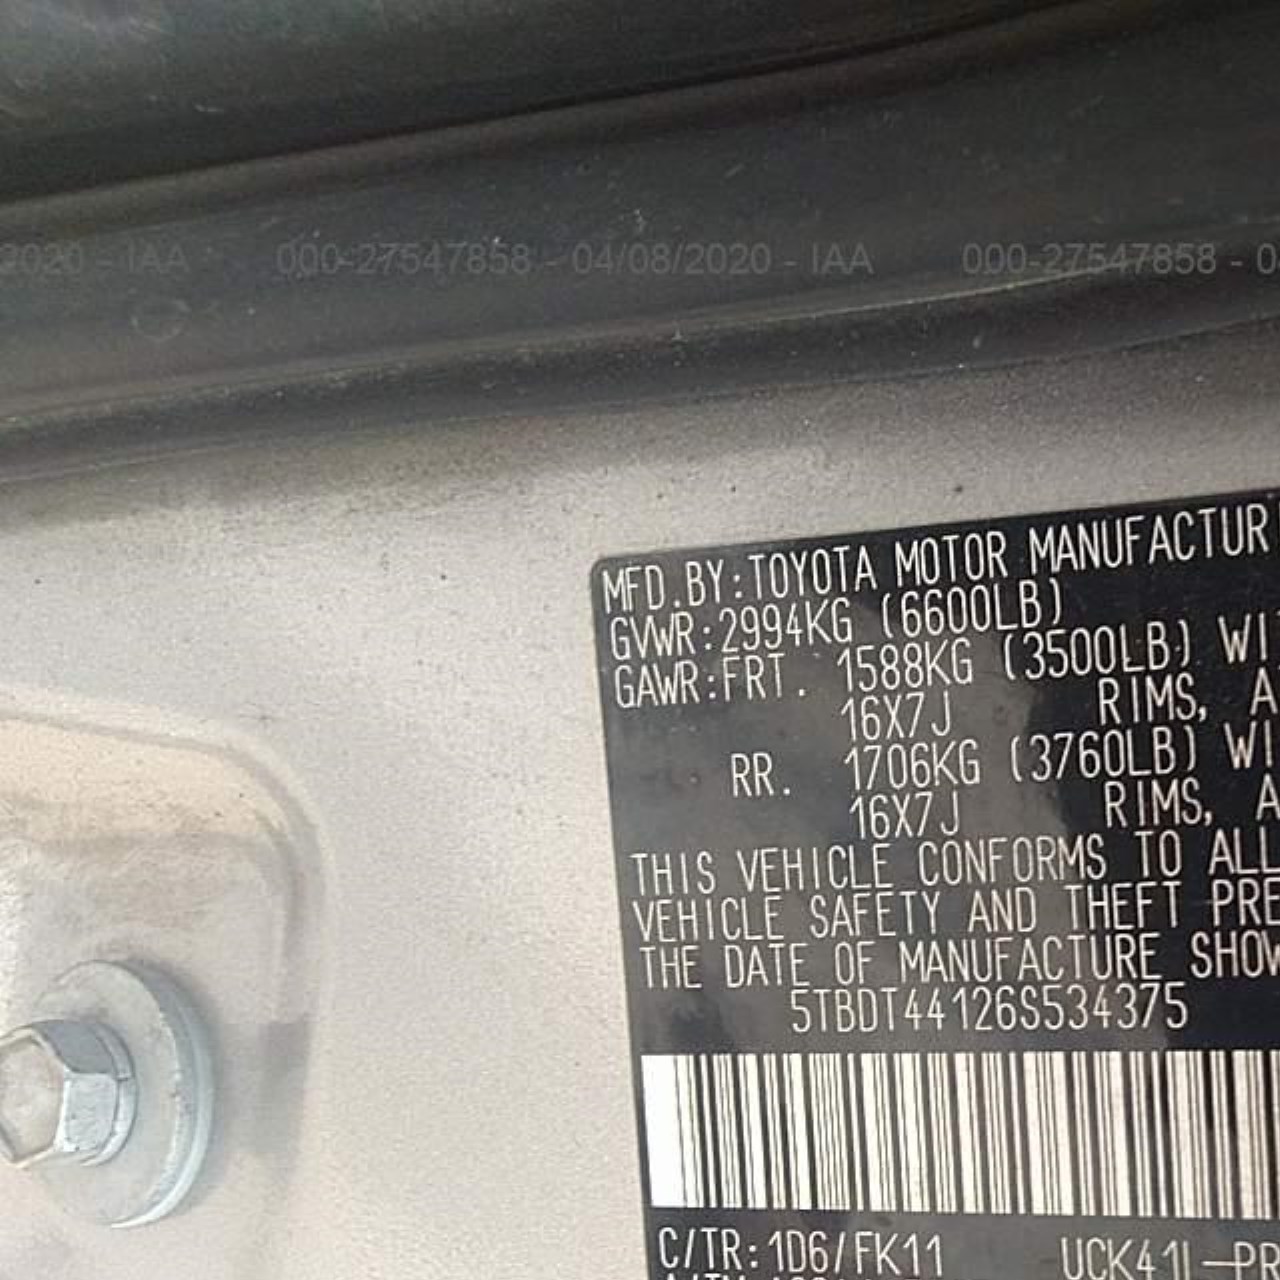 2020 - IAA 000-27547858 - 04/08/2020 - IAA 000-27547858 - 0
MFD.BY:TOYOTA MOTOR MANUFACTUR
GVWR:2994KG (6600LB)
GAWR:FRT. 1588KG (3500LB) WI
16X7J RIMS, A
RR. 1706KG (3760LB) WI
16X7J RIMS, A
THIS VEHICLE CONFORMS TO ALL
VEHICLE SAFETY AND THEFT PRE
THE DATE OF MANUFACTURE SHOW
5TBDT44126S534375
C/TR:1D6/FK11 UCK41L-PR